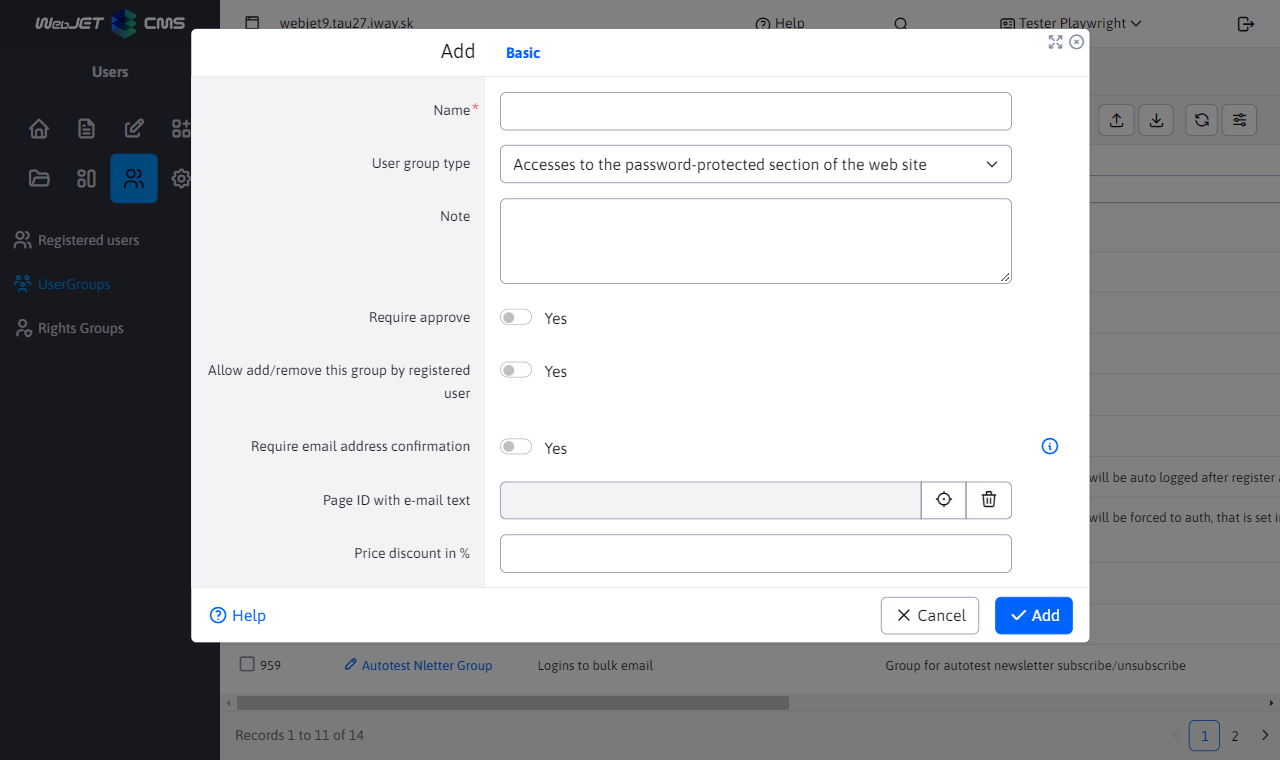 WebJET CMS
webjet9.tau27.iway.sk
Help
Tester Playwright
Users
Registered users
UserGroups
Rights Groups
Add
Basic
Name*
User group type
Accesses to the password-protected section of the web site
Note
Require approve
Yes
Allow add/remove this group by registered
user
Yes
Require email address confirmation
Yes
Page ID with e-mail text
Price discount in %
will be auto logged after register
will be forced to auth, that is set
Help
Cancel
Add
959
Autotest Nletter Group
Logins to bulk email
Group for autotest newsletter subscribe/unsubscribe
Records 1 to 11 of 14
1
2